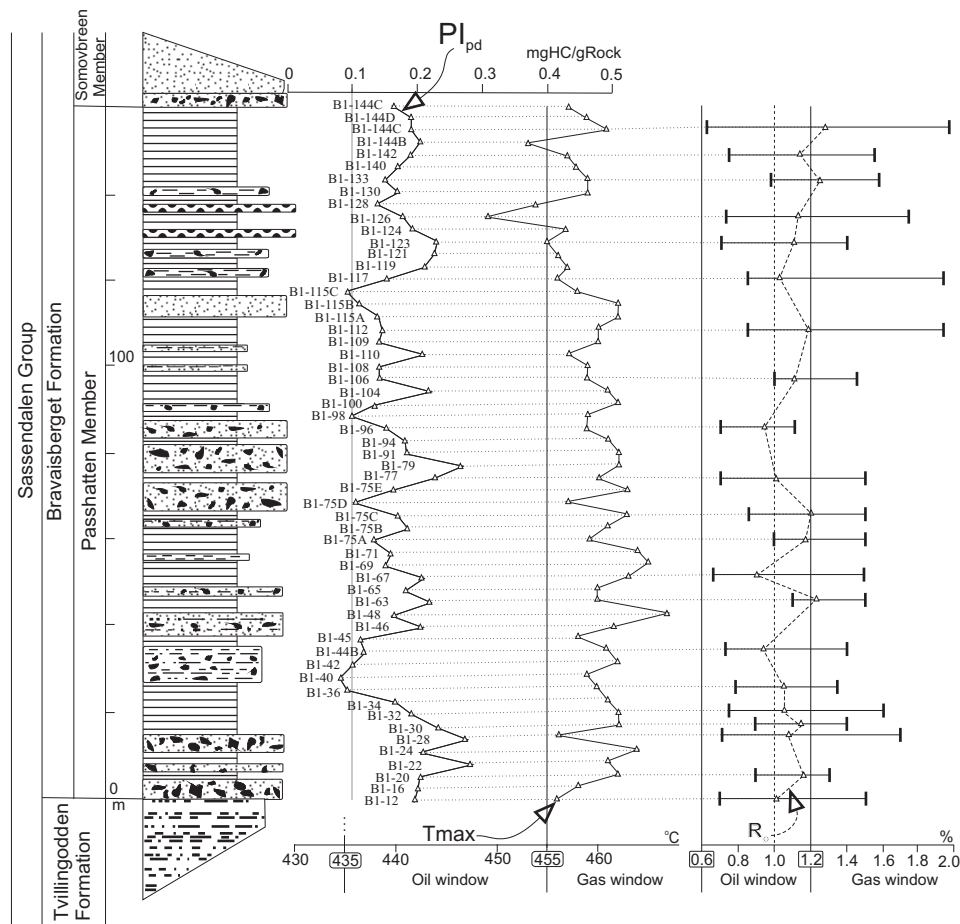 Sassendalen Group
Bravaisberget Formation
Passhatten Member
Somovbreen
Member
Tvillingodden
Formation
PIpd
mgHC/gRock
0 0.1 0.2 0.3 0.4 0.5
B1-144C
B1-144D
B1-144C
B1-144B
B1-142
B1-140
B1-133
B1-130
B1-128
B1-126
B1-124
B1-123
B1-121
B1-119
B1-117
B1-115C
B1-115B
B1-115A
B1-112
B1-109
B1-110
B1-108
B1-106
B1-104
B1-100
B1-98
B1-96
B1-94
B1-91
B1-79
B1-77
B1-75E
B1-75D
B1-75C
B1-75B
B1-75A
B1-71
B1-69
B1-67
B1-65
B1-63
B1-48
B1-46
B1-45
B1-44B
B1-42
B1-40
B1-36
B1-34
B1-32
B1-30
B1-28
B1-24
B1-22
B1-20
B1-16
B1-12
100
0
m
Tmax
Ro
°C
%
430 435 440 450 455 460
0.6 0.8 1.0 1.2 1.4 1.6 1.8 2.0
Oil window
Gas window
Oil window
Gas window